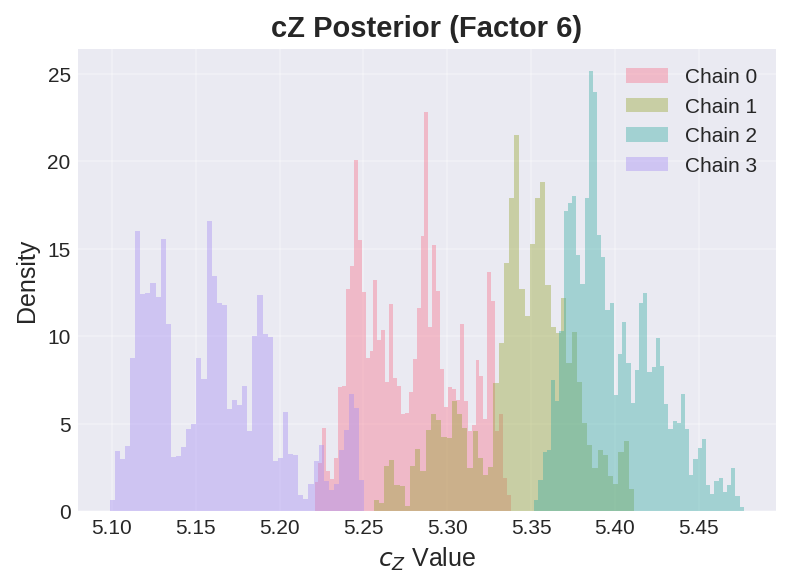 cZ Posterior (Factor 6)
Chain 0
Chain 1
Chain 2
Chain 3
Density
25
20
15
10
5
0
5.10 5.15 5.20 5.25 5.30 5.35 5.40 5.45
c_Z Value